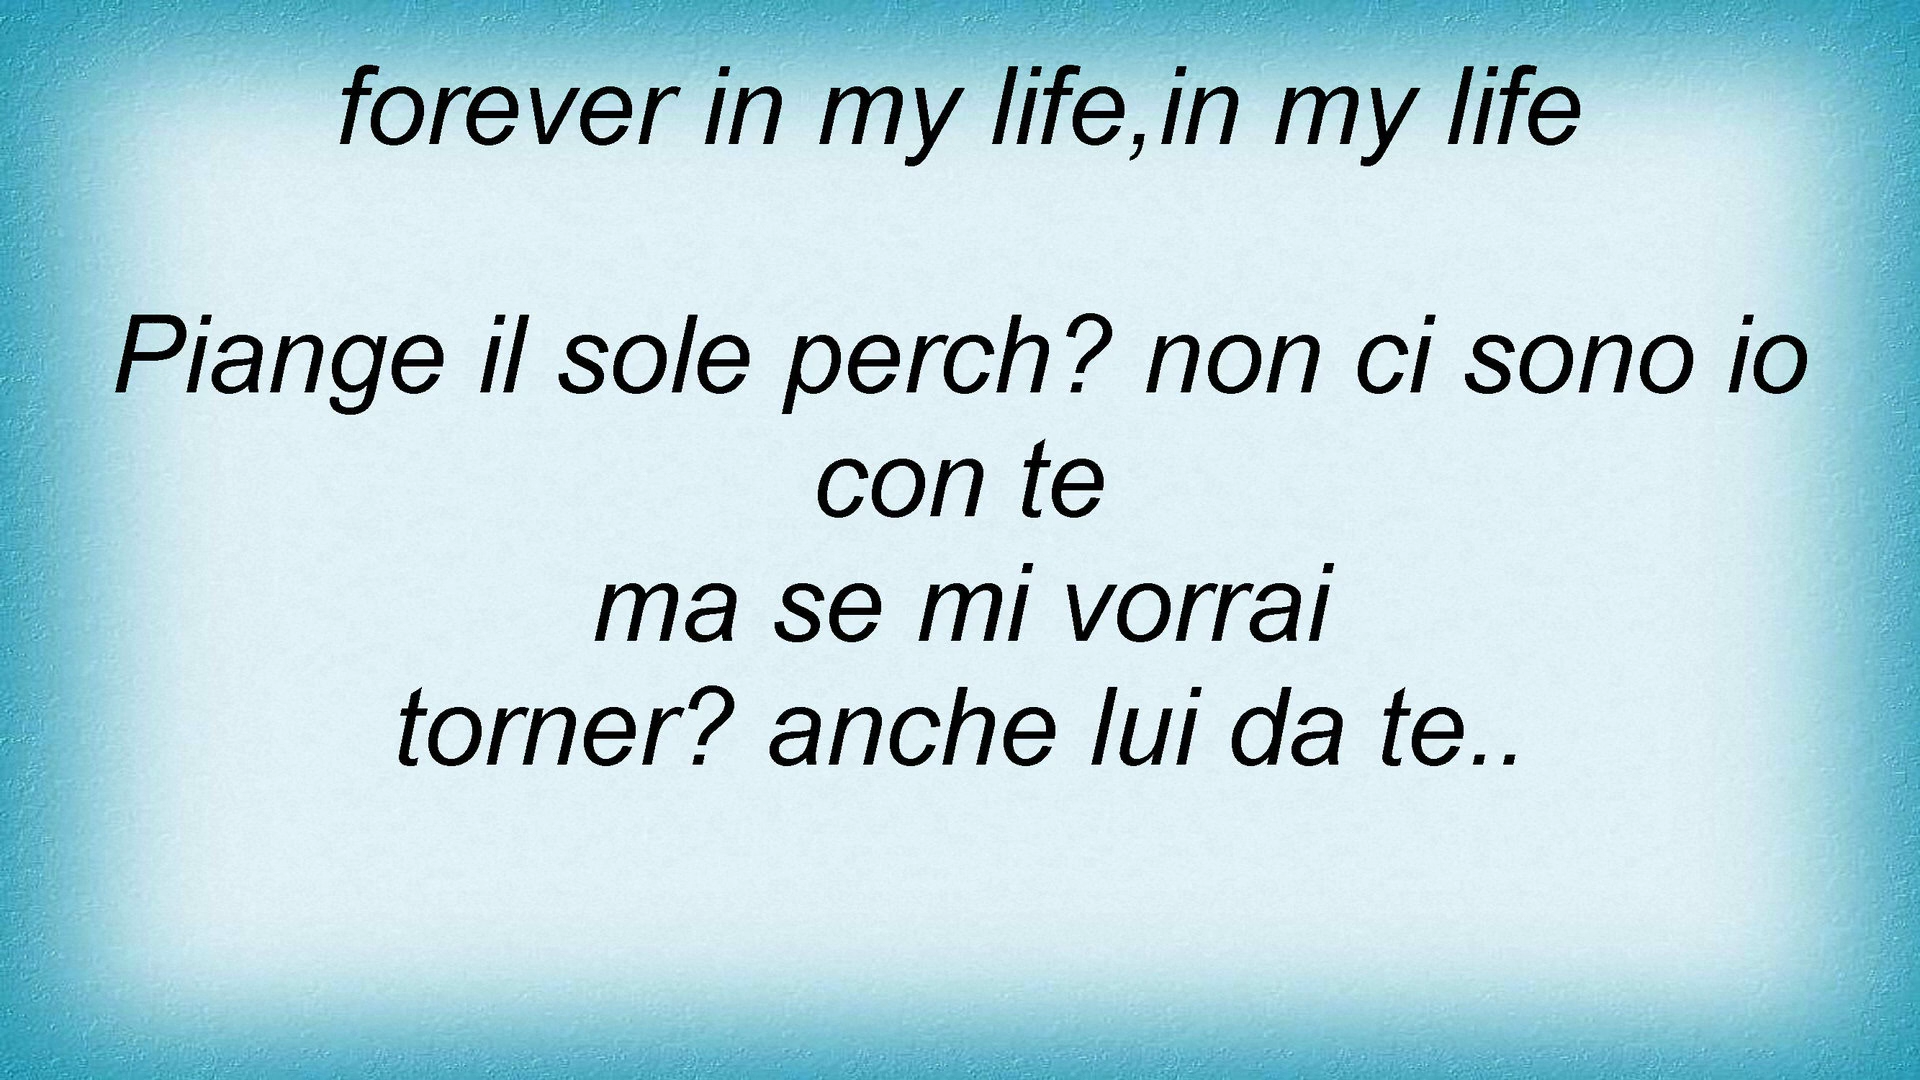 forever in my life,in my life
Piange il sole perch? non ci sono io
con te
ma se mi vorrai
torner? anche lui da te..